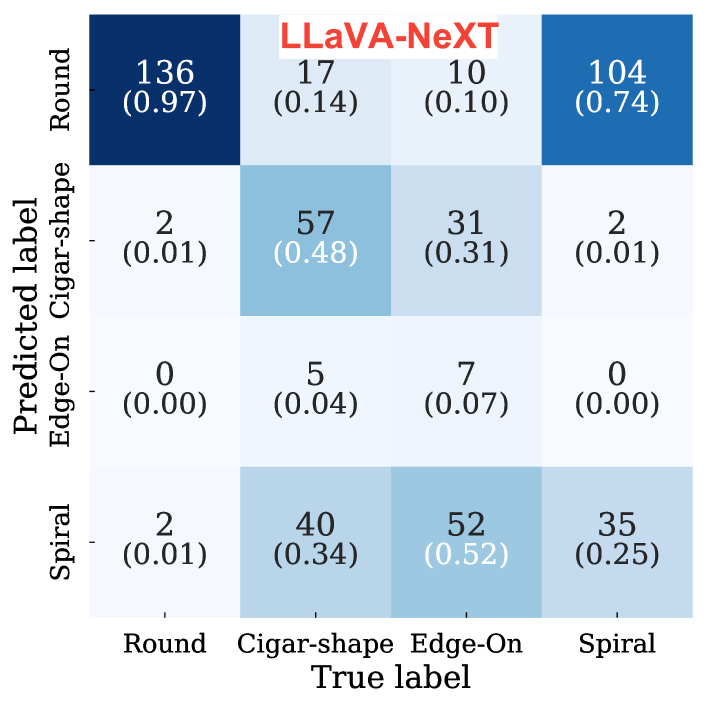 LLaVA-NeXT
Predicted label
Round
136 17 10 104
(0.97) (0.14) (0.10) (0.74)
Cigar-shape
2 57 31 2
(0.01) (0.48) (0.31) (0.01)
Edge-On
0 5 7 0
(0.00) (0.04) (0.07) (0.00)
Spiral
2 40 52 35
(0.01) (0.34) (0.52) (0.25)
Round Cigar-shape Edge-On Spiral
True label